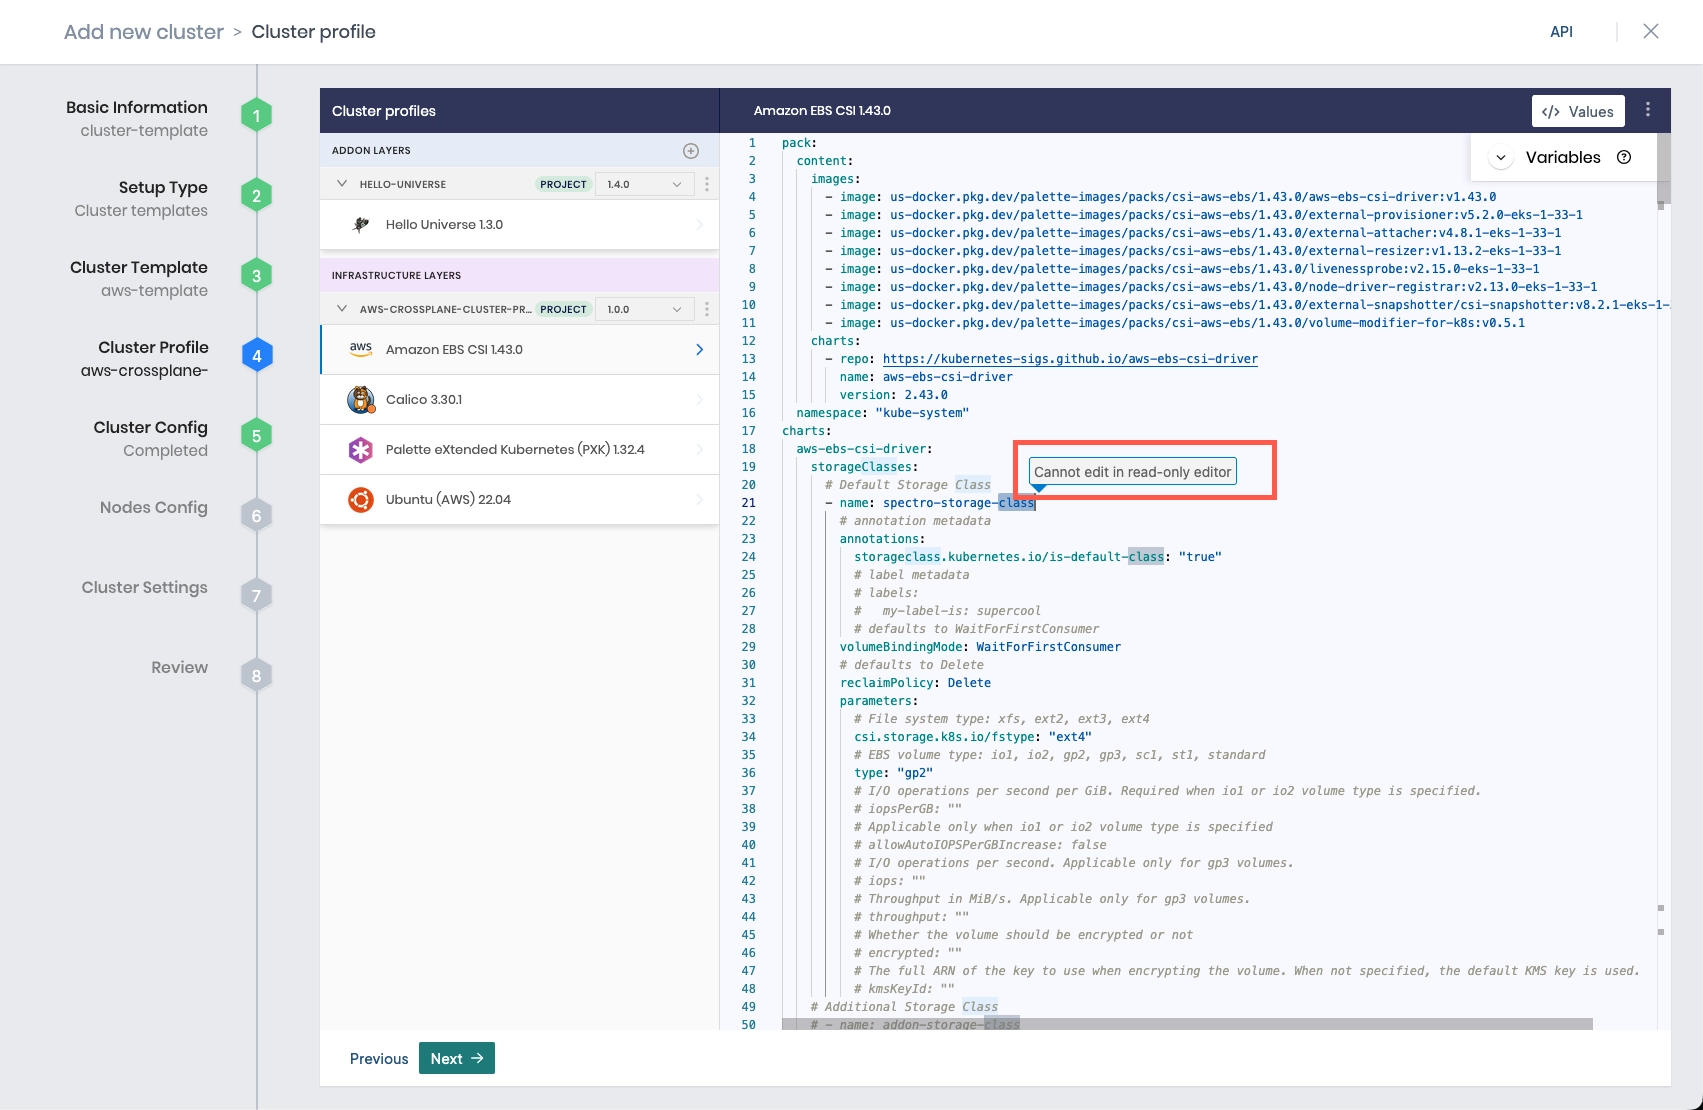 Add new cluster > Cluster profile
API
Basic Information
cluster-template
1
Setup Type
Cluster templates
2
Cluster Template
aws-template
3
Cluster Profile
aws-crossplane-
4
Cluster Config
Completed
5
Nodes Config
6
Cluster Settings
7
Review
8
Cluster profiles
ADDON LAYERS
HELLO-UNIVERSE PROJECT 1.4.0
Hello Universe 1.3.0
INFRASTRUCTURE LAYERS
AWS-CROSSPLANE-CLUSTER-PR... PROJECT 1.0.0
aws Amazon EBS CSI 1.43.0
Calico 3.30.1
Palette eXtended Kubernetes (PXK) 1.32.4
Ubuntu (AWS) 22.04
Amazon EBS CSI 1.43.0
</> Values
Variables ?
1 pack:
2 content:
3 images:
4 - image: us-docker.pkg.dev/palette-images/packs/csi-aws-ebs/1.43.0/aws-ebs-csi-driver:v1.43.0
5 - image: us-docker.pkg.dev/palette-images/packs/csi-aws-ebs/1.43.0/external-provisioner:v5.2.0-eks-1-33-1
6 - image: us-docker.pkg.dev/palette-images/packs/csi-aws-ebs/1.43.0/external-attacher:v4.8.1-eks-1-33-1
7 - image: us-docker.pkg.dev/palette-images/packs/csi-aws-ebs/1.43.0/external-resizer:v1.13.2-eks-1-33-1
8 - image: us-docker.pkg.dev/palette-images/packs/csi-aws-ebs/1.43.0/livenessprobe:v2.15.0-eks-1-33-1
9 - image: us-docker.pkg.dev/palette-images/packs/csi-aws-ebs/1.43.0/node-driver-registrar:v2.13.0-eks-1-33-1
10 - image: us-docker.pkg.dev/palette-images/packs/csi-aws-ebs/1.43.0/external-snapshotter/csi-snapshotter:v8.2.1-eks-1-
11 - image: us-docker.pkg.dev/palette-images/packs/csi-aws-ebs/1.43.0/volume-modifier-for-k8s:v0.5.1
12 charts:
13 - repo: https://kubernetes-sigs.github.io/aws-ebs-csi-driver
14 name: aws-ebs-csi-driver
15 version: 2.43.0
16 namespace: "kube-system"
17 charts:
18 aws-ebs-csi-driver:
19 storageClasses:
Cannot edit in read-only editor
20 # Default Storage Class
21 - name: spectro-storage-class
22 # annotation metadata
23 annotations:
24 storageclass.kubernetes.io/is-default-class: "true"
25 # label metadata
26 # labels:
27 # my-label-is: supercool
28 # defaults to WaitForFirstConsumer
29 volumeBindingMode: WaitForFirstConsumer
30 # defaults to Delete
31 reclaimPolicy: Delete
32 parameters:
33 # File system type: xfs, ext2, ext3, ext4
34 csi.storage.k8s.io/fstype: "ext4"
35 # EBS volume type: io1, io2, gp2, gp3, sc1, st1, standard
36 type: "gp2"
37 # I/O operations per second per GiB. Required when io1 or io2 volume type is specified.
38 # iopsPerGB: ""
39 # Applicable only when io1 or io2 volume type is specified
40 # allowAutoIOPSPerGBIncrease: false
41 # I/O operations per second. Applicable only for gp3 volumes.
42 # iops: ""
43 # Throughput in MiB/s. Applicable only for gp3 volumes.
44 # throughput: ""
45 # Whether the volume should be encrypted or not
46 # encrypted: ""
47 # The full ARN of the key to use when encrypting the volume. When not specified, the default KMS key is used.
48 # kmsKeyId: ""
49 # Additional Storage Class
50 # - name: addon-storage-class
Previous
Next →